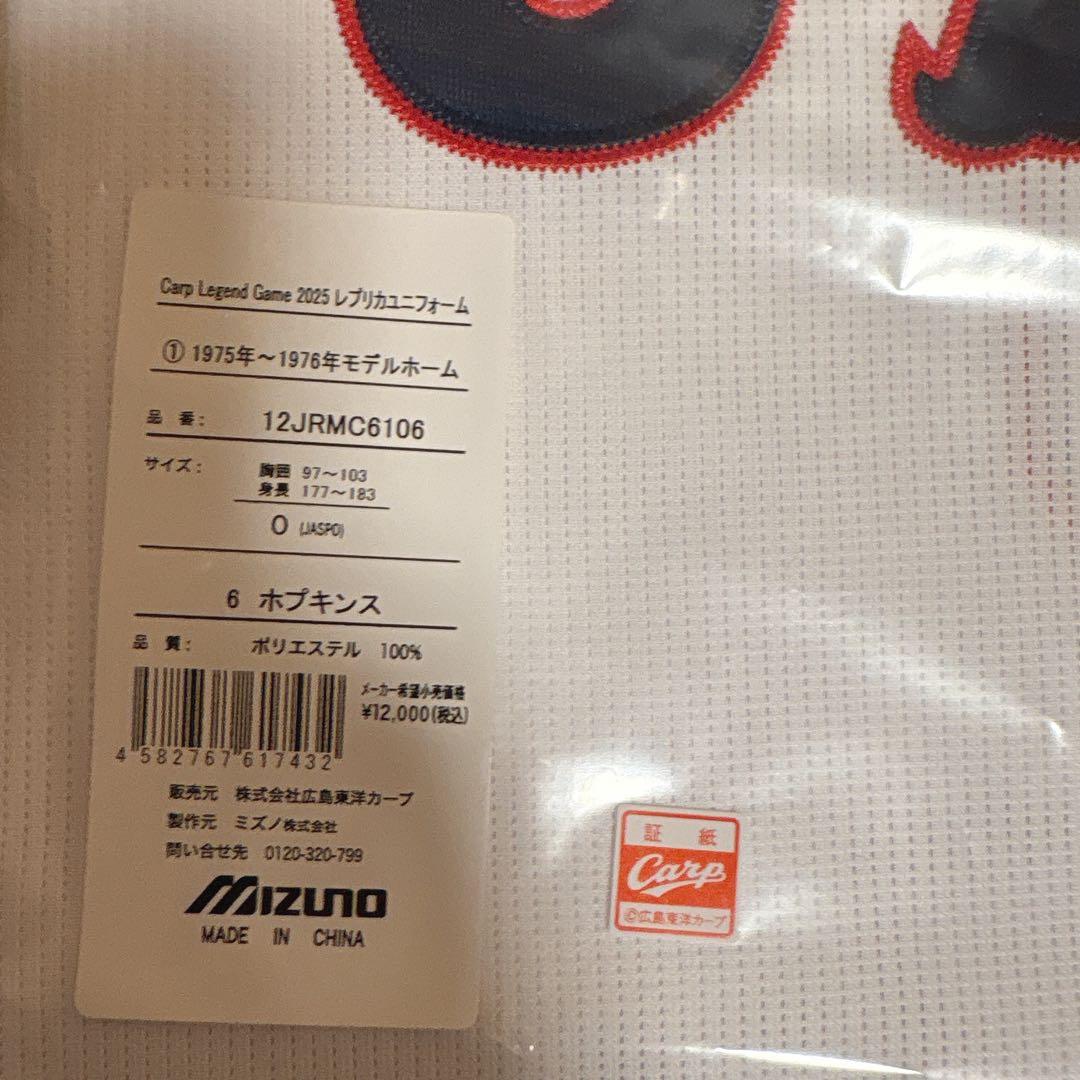 Carp Legend Game 2025 レプリカユニフォーム
① 1975年～1976年モデルホーム
品 番： 12JRMC6106
サイズ： 胸囲 97～103
身長 177～183
O (JASPO)
6 ホプキンス
品 質： ポリエステル 100%
メーカー希望小売価格
¥12,000(税込)
4 582767 617432
販売元 株式会社広島東洋カープ
製作元 ミズノ株式会社
問い合せ先 0120-320-799
MIZUNO
MADE IN CHINA
証 紙
Carp
©広島東洋カープ